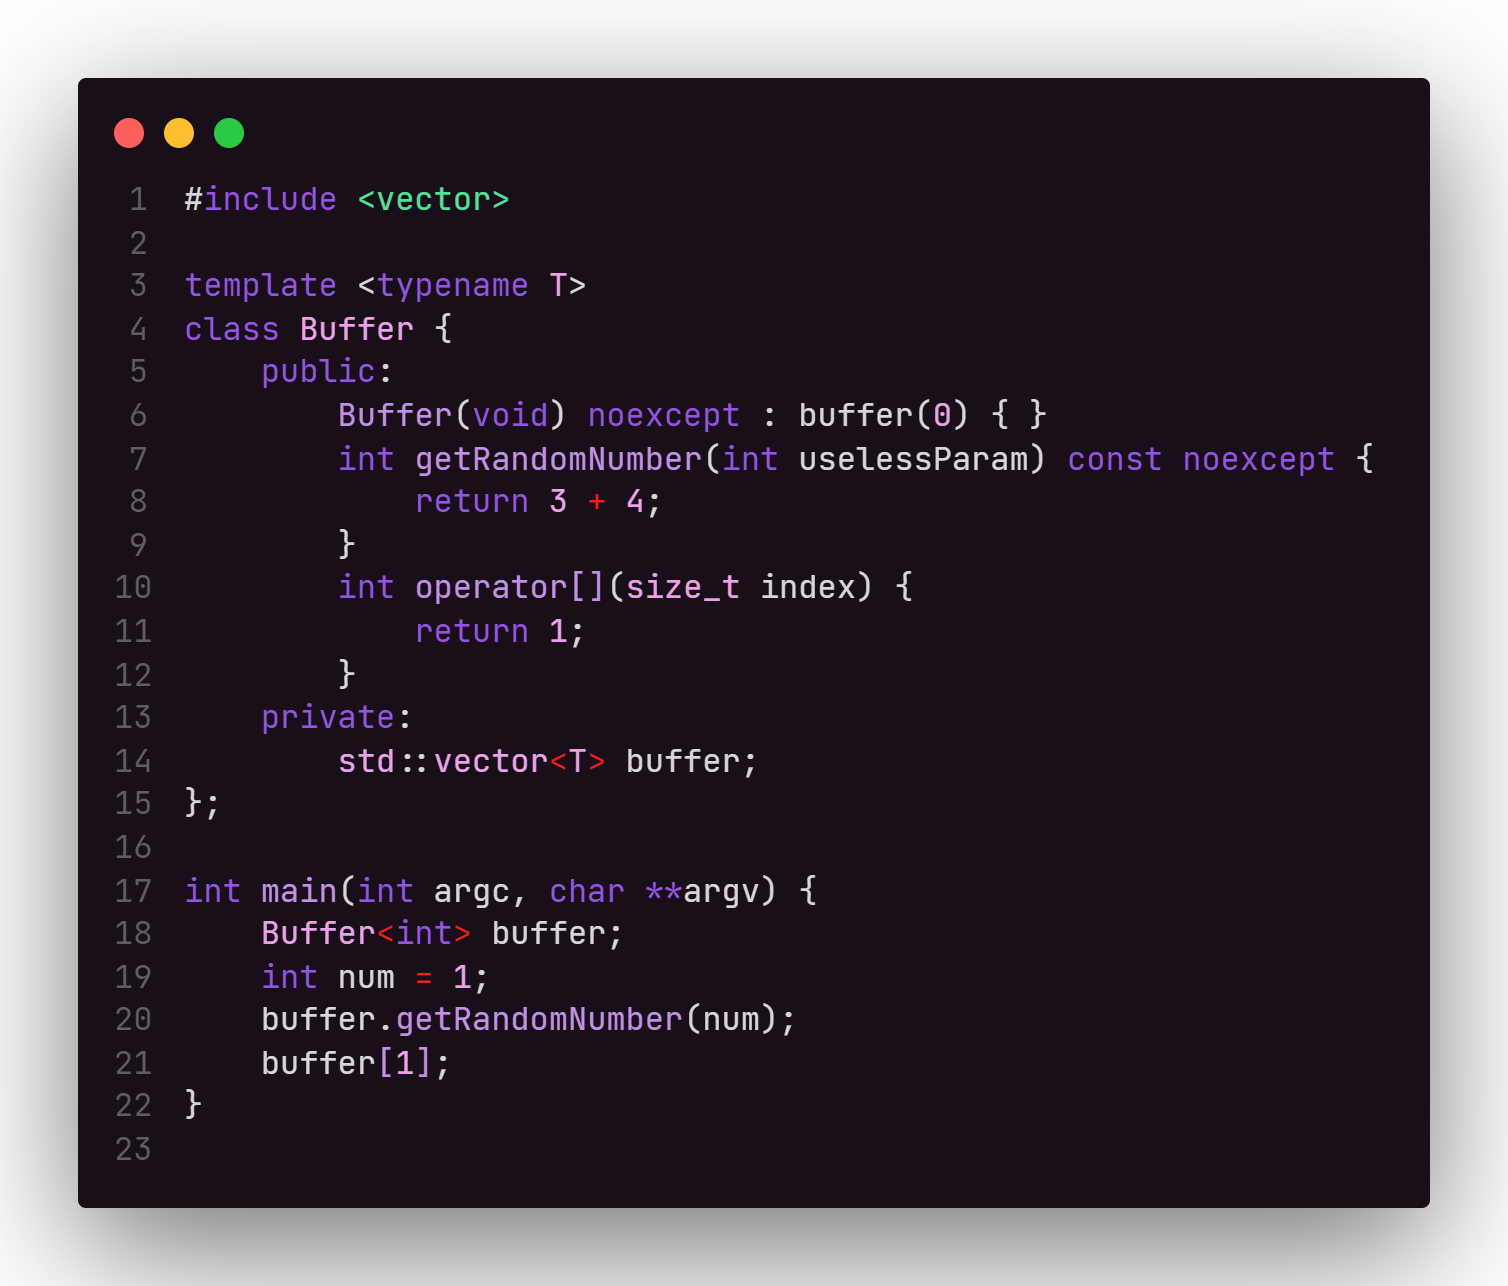 1 #include <vector>
2
3 template <typename T>
4 class Buffer {
5     public:
6         Buffer(void) noexcept : buffer(0) { }
7         int getRandomNumber(int uselessParam) const noexcept {
8             return 3 + 4;
9         }
10         int operator[](size_t index) {
11             return 1;
12         }
13     private:
14         std::vector<T> buffer;
15 };
16
17 int main(int argc, char **argv) {
18     Buffer<int> buffer;
19     int num = 1;
20     buffer.getRandomNumber(num);
21     buffer[1];
22 }
23